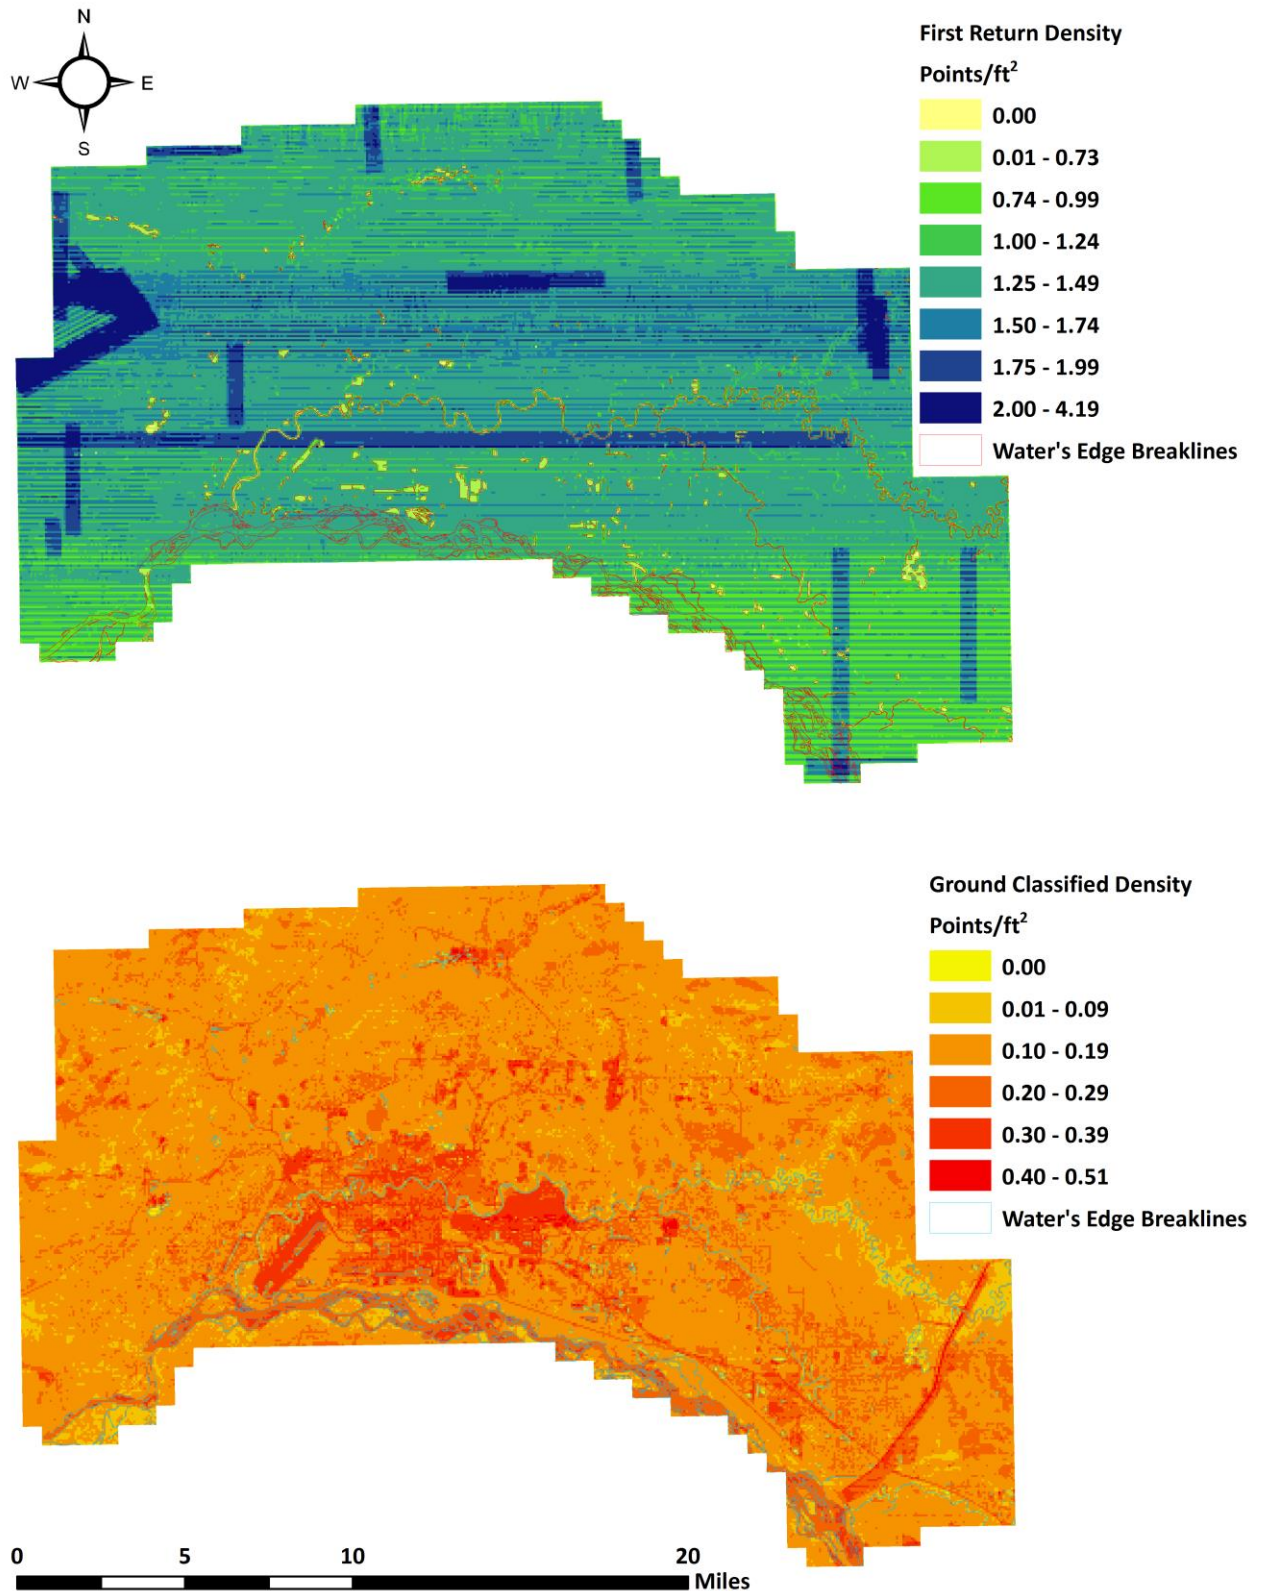 N
W E
S
First Return Density
Points/ft²
0.00
0.01 - 0.73
0.74 - 0.99
1.00 - 1.24
1.25 - 1.49
1.50 - 1.74
1.75 - 1.99
2.00 - 4.19
Water's Edge Breaklines
Ground Classified Density
Points/ft²
0.00
0.01 - 0.09
0.10 - 0.19
0.20 - 0.29
0.30 - 0.39
0.40 - 0.51
Water's Edge Breaklines
0 5 10 20
Miles